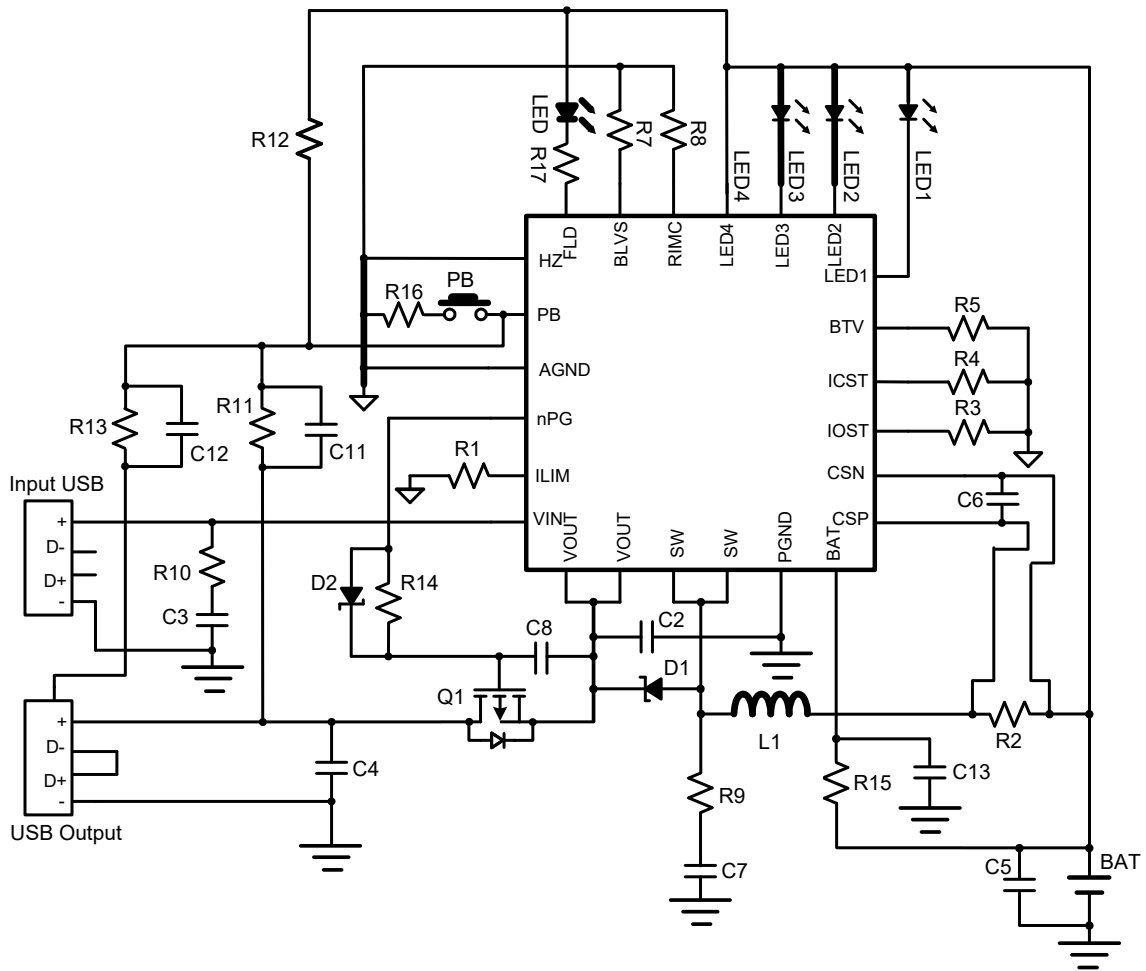 R12
LED
R17
R7
R8
LED4
LED3
LED2
LED1
HZ
FLD
BLVS
RIMC
LED4
LED3
LED2
LED1
R16
PB
PB
BTV
R5
AGND
ICST
R4
R13
C12
R11
C11
nPG
IOST
R3
R1
ILIM
CSN
C6
Input USB
+
D-
D+
-
VIN
VOUT
VOUT
SW
SW
PGND
BAT
CSP
R10
C3
D2
R14
C8
C2
D1
Q1
L1
R2
+
D-
D+
-
USB Output
C4
R9
C7
R15
C13
C5
BAT